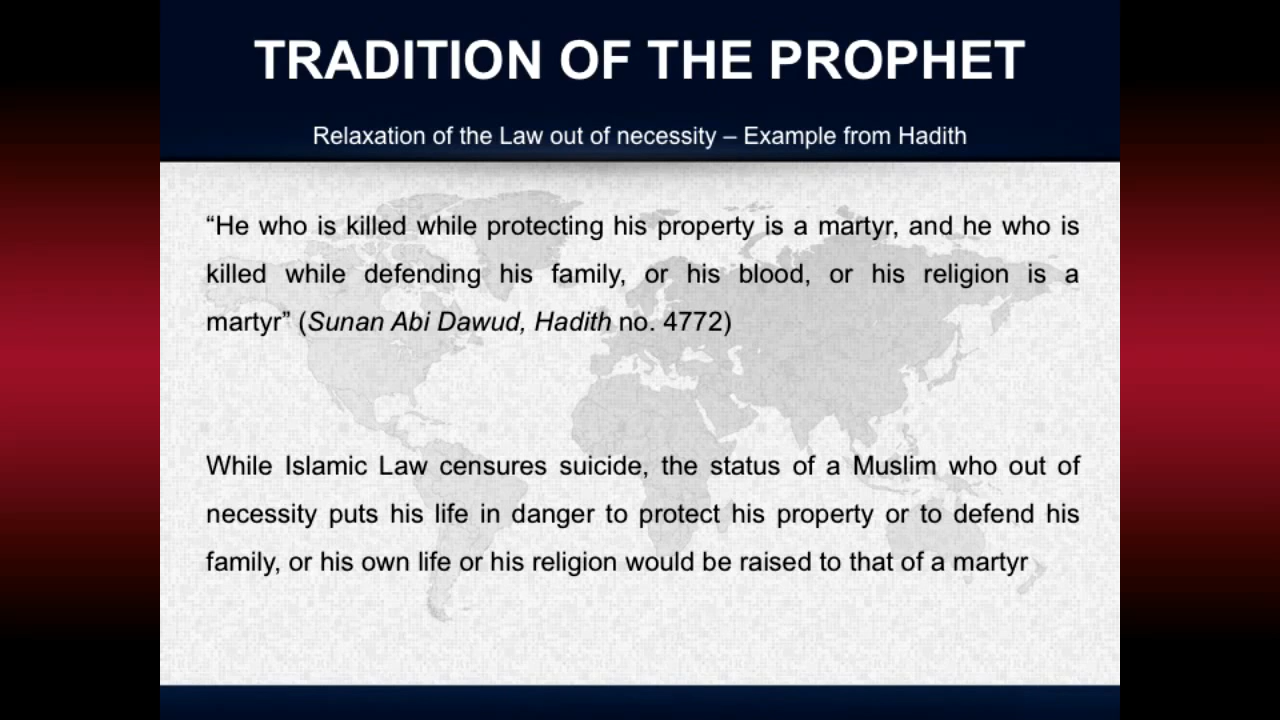 TRADITION OF THE PROPHET
Relaxation of the Law out of necessity – Example from Hadith
“He who is killed while protecting his property is a martyr, and he who is
killed while defending his family, or his blood, or his religion is a
martyr” (Sunan Abi Dawud, Hadith no. 4772)
While Islamic Law censures suicide, the status of a Muslim who out of
necessity puts his life in danger to protect his property or to defend his
family, or his own life or his religion would be raised to that of a martyr